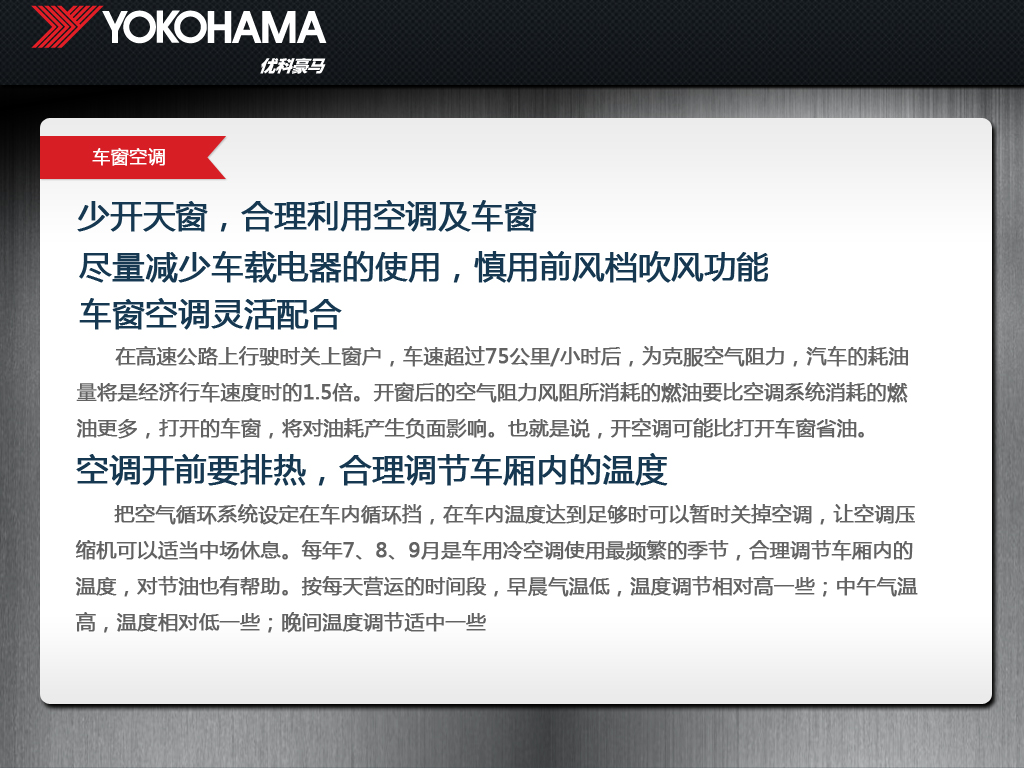 YOKOHAMA
优科豪马
车窗空调
少开天窗，合理利用空调及车窗
尽量减少车载电器的使用，慎用前风档吹风功能
车窗空调灵活配合
在高速公路上行驶时关上窗户，车速超过75公里/小时后，为克服空气阻力，汽车的耗油
量将是经济行车速度时的1.5倍。开窗后的空气阻力风阻所消耗的燃油要比空调系统消耗的燃
油更多，打开的车窗，将对油耗产生负面影响。也就是说，开空调可能比打开车窗省油。
空调开前要排热，合理调节车厢内的温度
把空气循环系统设定在车内循环挡，在车内温度达到足够时可以暂时关掉空调，让空调压
缩机可以适当中场休息。每年7、8、9月是车用冷空调使用最频繁的季节，合理调节车厢内的
温度，对节油也有帮助。按每天营运的时间段，早晨气温低，温度调节相对高一些；中午气温
高，温度相对低一些；晚间温度调节适中一些